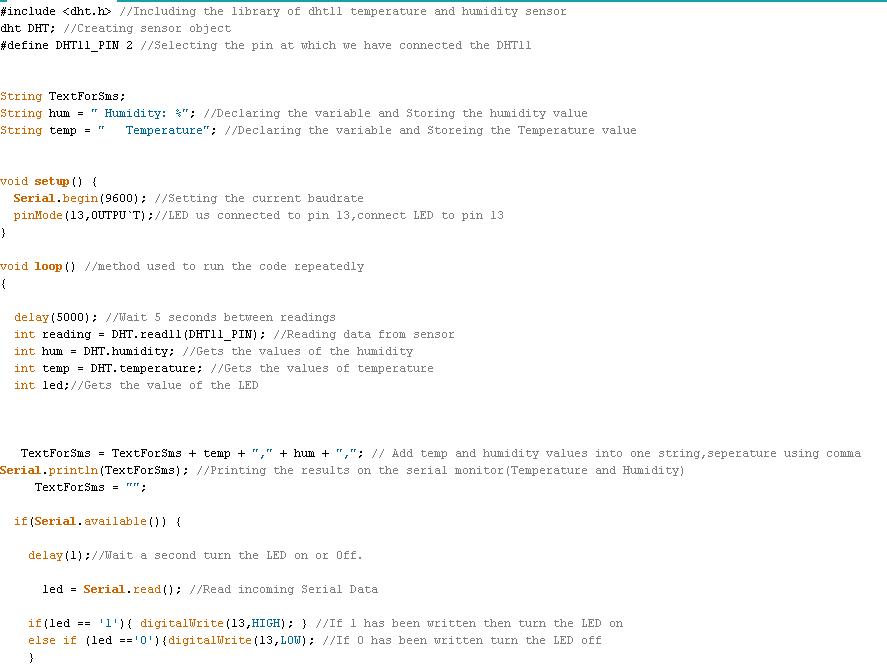 #include <dht.h> //Including the library of dht11 temperature and humidity sensor
dht DHT; //Creating sensor object
#define DHT11_PIN 2 //Selecting the pin at which we have connected the DHT11
String TextForSms;
String hum = " Humidity: %"; //Declaring the variable and Storing the humidity value
String temp = "   Temperature"; //Declaring the variable and Storeing the Temperature value
void setup() {
  Serial.begin(9600); //Setting the current baudrate
  pinMode(13,OUTPU`T);//LED us connected to pin 13,connect LED to pin 13
}
void loop() //method used to run the code repeatedly
{
  delay(5000); //Wait 5 seconds between readings
  int reading = DHT.read11(DHT11_PIN); //Reading data from sensor
  int hum = DHT.humidity; //Gets the values of the humidity
  int temp = DHT.temperature; //Gets the values of temperature
  int led;//Gets the value of the LED
   TextForSms = TextForSms + temp + "," + hum + ","; // Add temp and humidity values into one string,seperature using comma
Serial.println(TextForSms); //Printing the results on the serial monitor(Temperature and Humidity)
     TextForSms = "";
  if(Serial.available()) {
    delay(1);//Wait a second turn the LED on or Off.
      led = Serial.read(); //Read incoming Serial Data
    if(led == '1'){ digitalWrite(13,HIGH); } //If 1 has been written then turn the LED on
    else if (led =='0'){digitalWrite(13,LOW); //If 0 has been written turn the LED off
    }